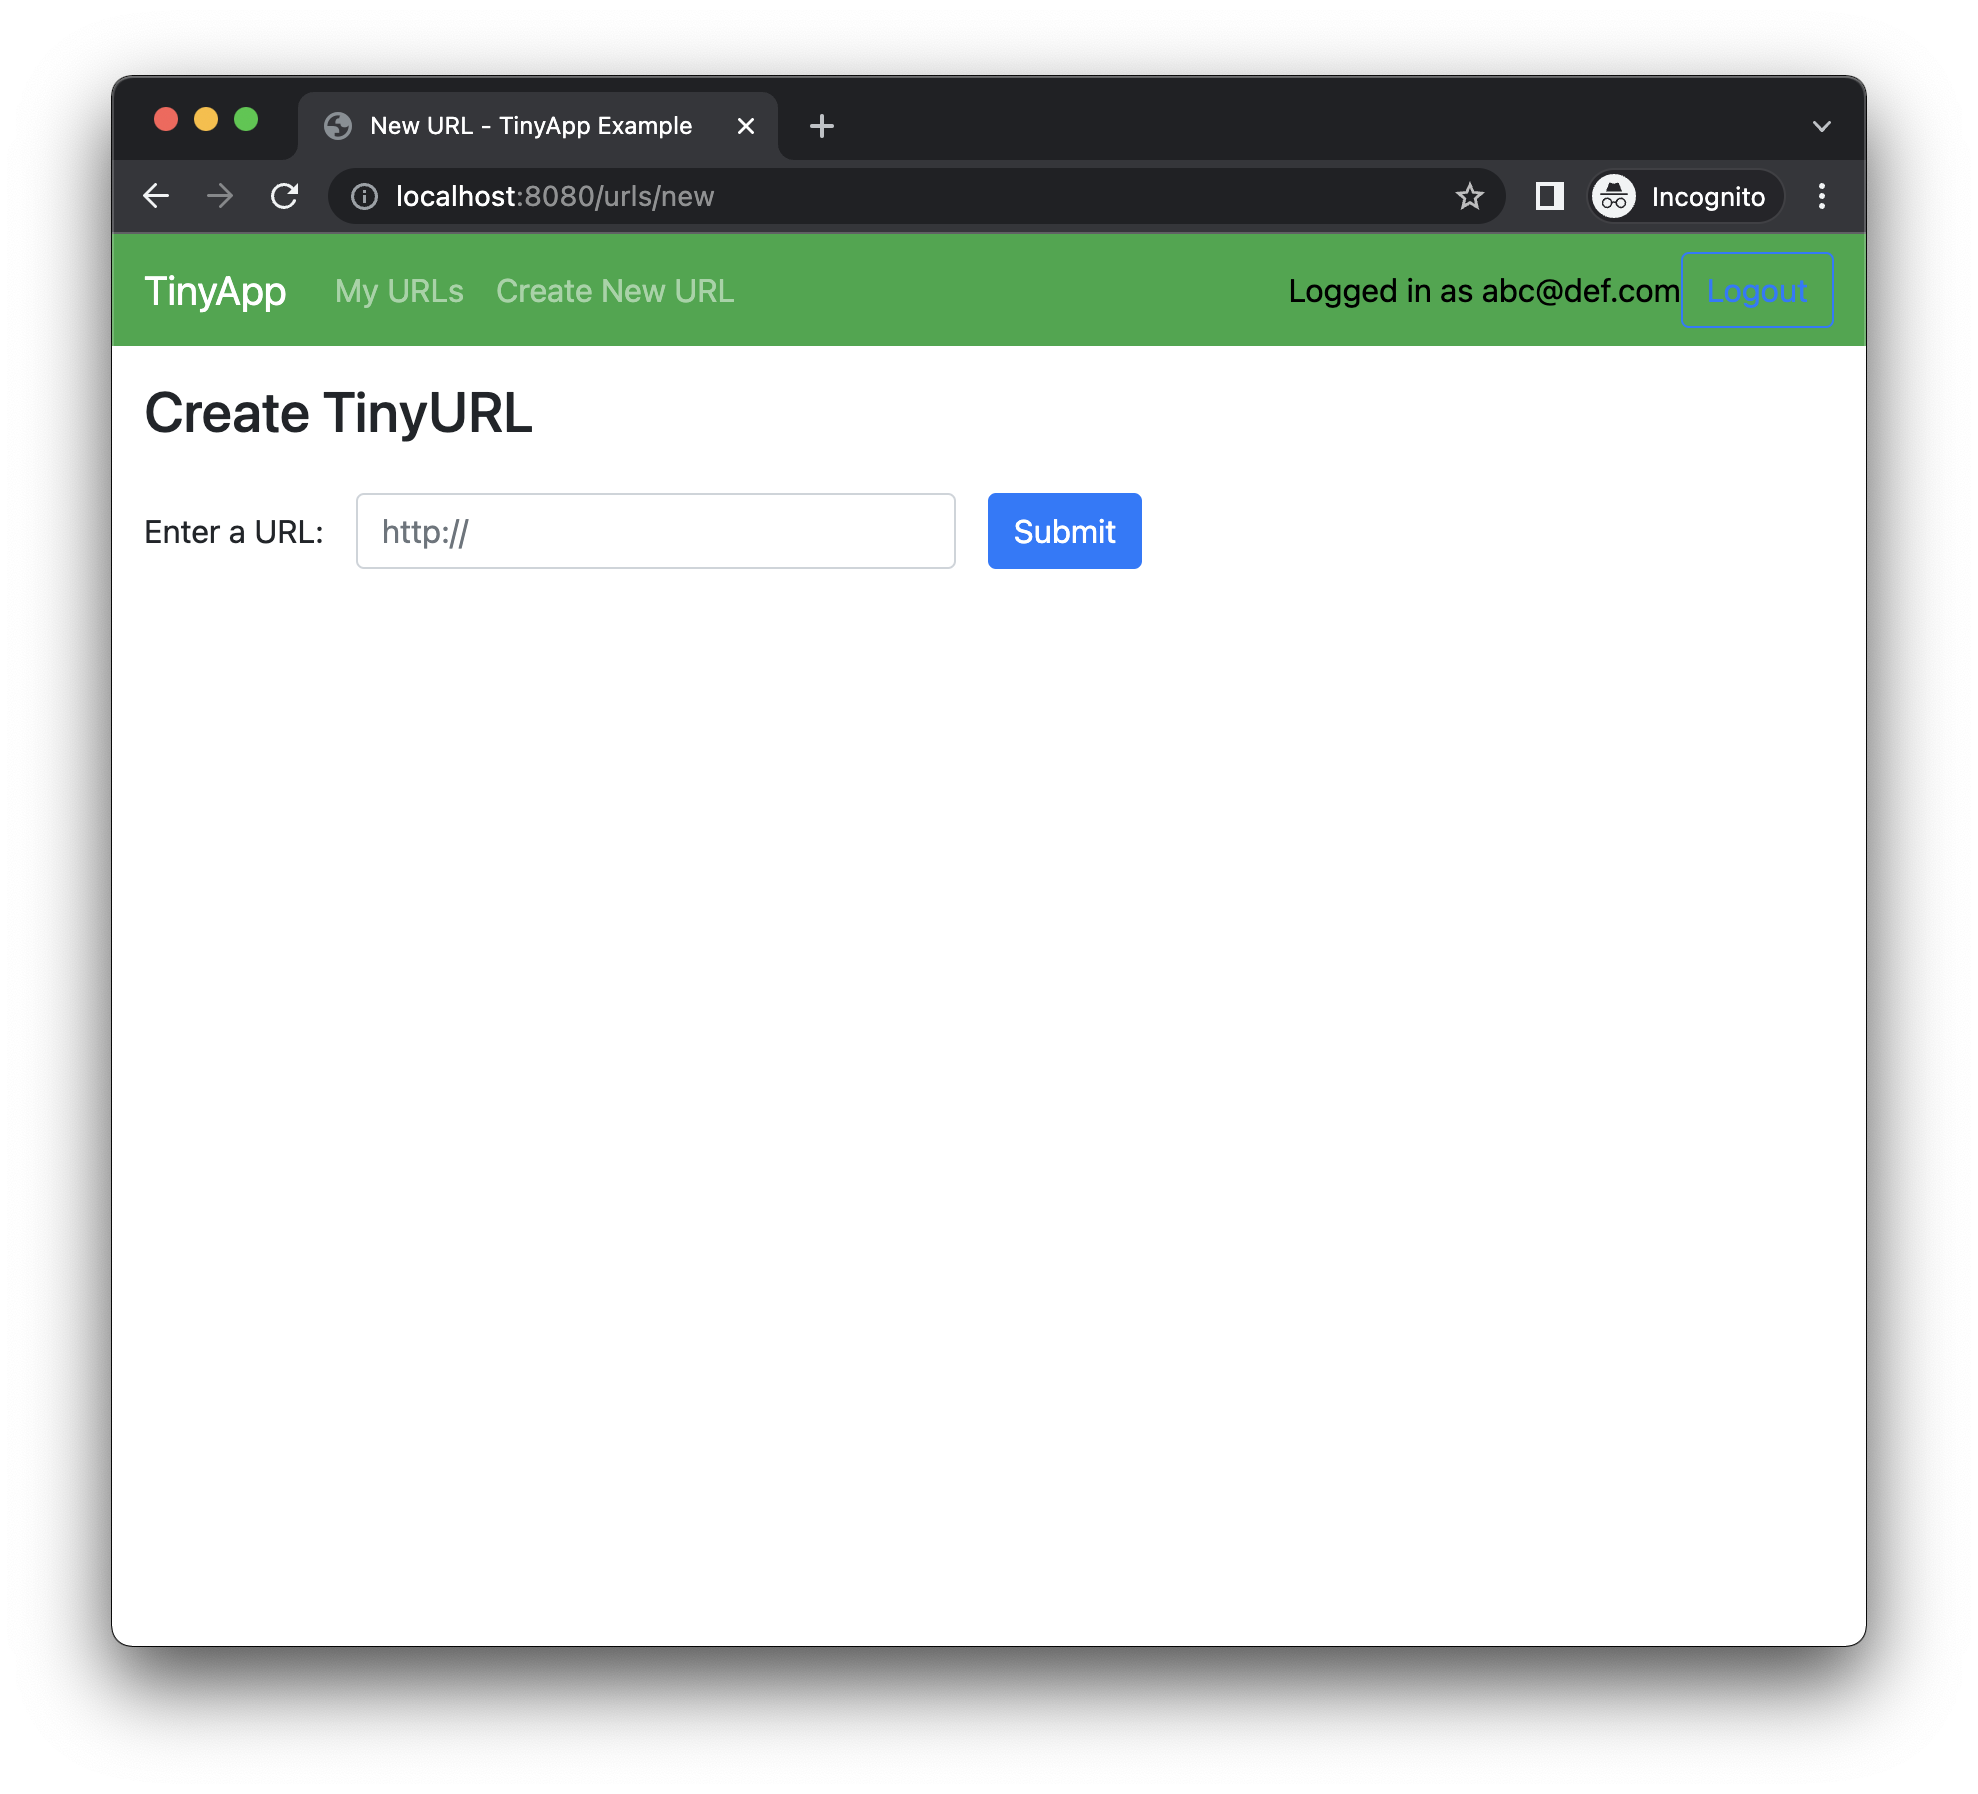 New URL - TinyApp Example
localhost:8080/urls/new
Incognito
TinyApp My URLs Create New URL Logged in as abc@def.com Logout
Create TinyURL
Enter a URL: http:// Submit